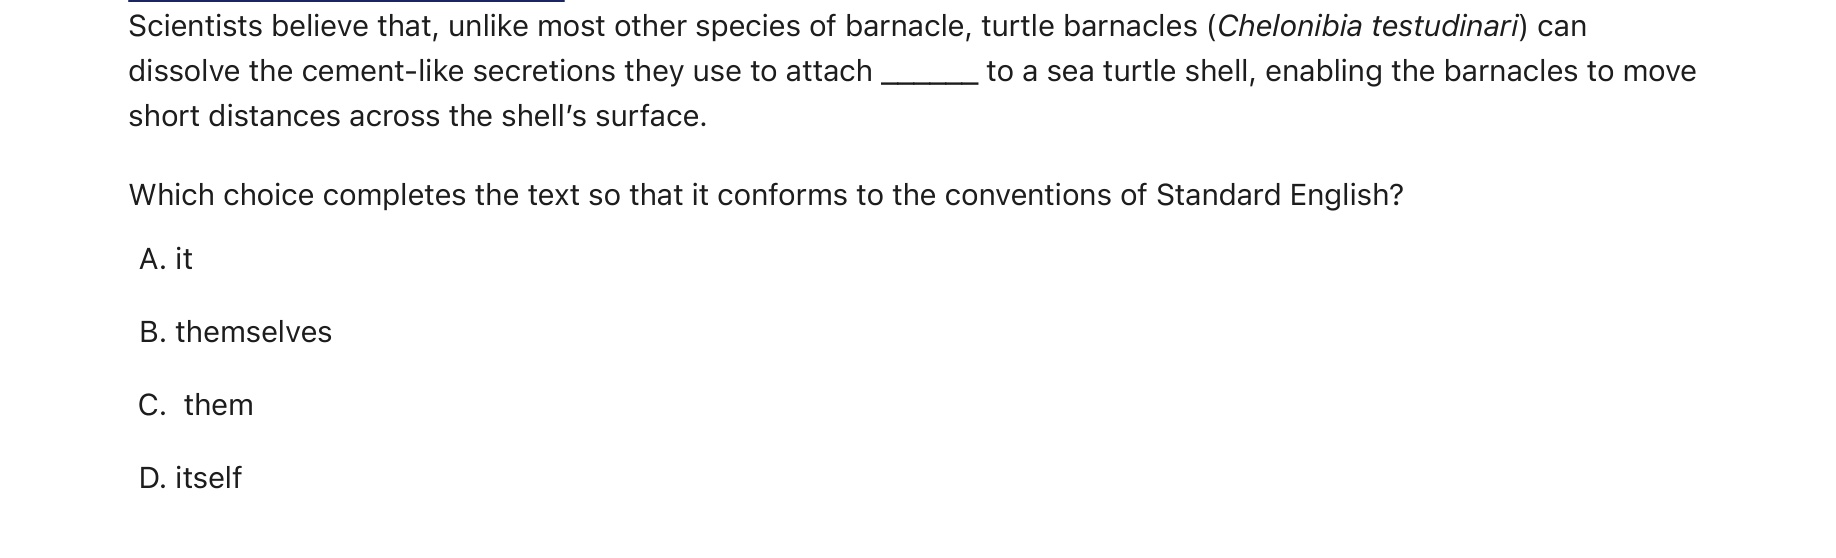 Scientists believe that, unlike most other species of barnacle, turtle barnacles (Chelonibia testudinari) can
dissolve the cement-like secretions they use to attach ______ to a sea turtle shell, enabling the barnacles to move
short distances across the shell’s surface.
Which choice completes the text so that it conforms to the conventions of Standard English?
A. it
B. themselves
C. them
D. itself